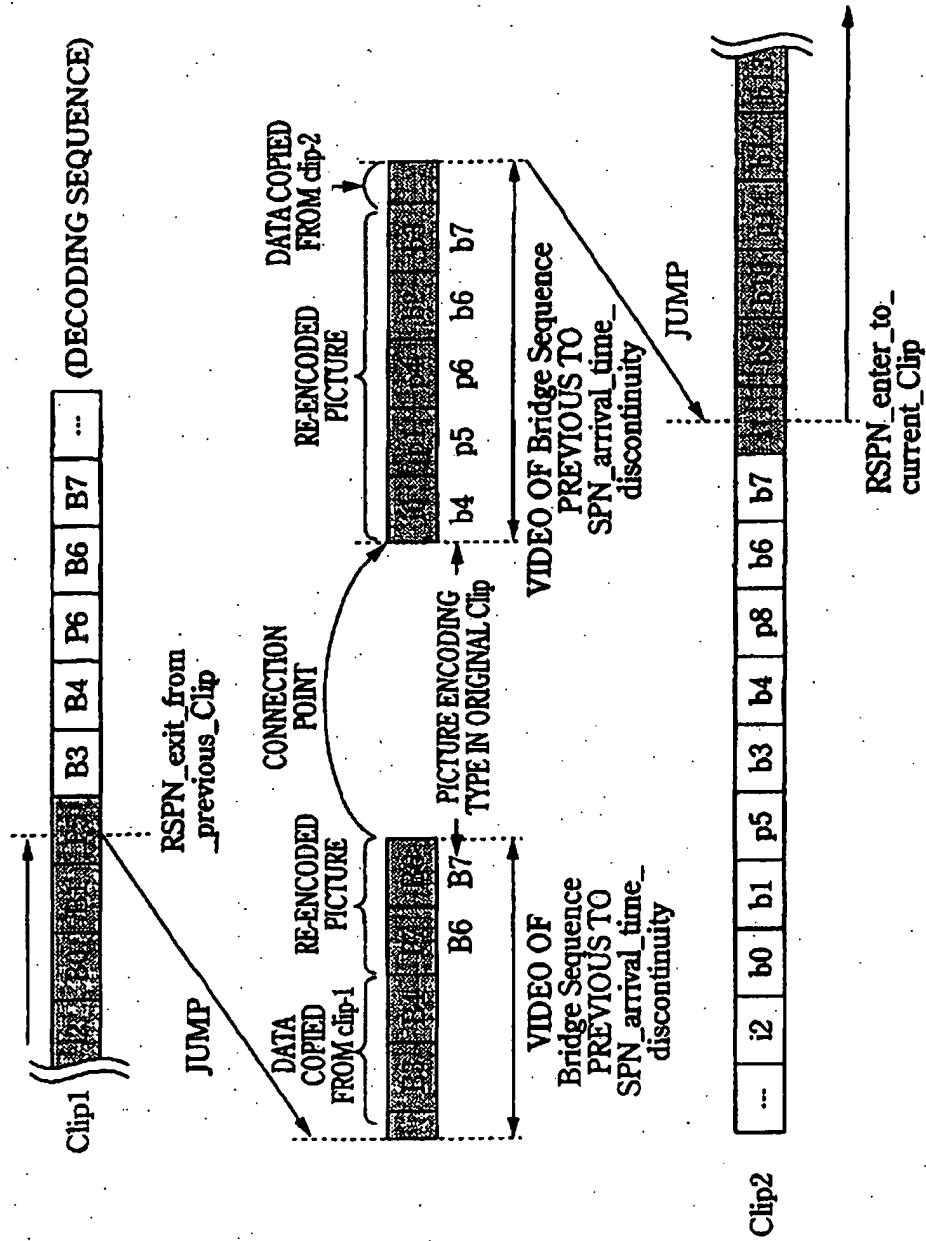 (DECODING SEQUENCE)
Clip1
B3 B4 P6 B6 B7 ...
RSPN_exit_from
_previous_Clip
JUMP
DATA
COPIED
FROM clip-1
RE-ENCODED
PICTURE
CONNECTION
POINT
RE-ENCODED
PICTURE
DATA COPIED
FROM clip-2
B6 B7
PICTURE ENCODING
TYPE IN ORIGINAL Clip
b4 p5 p6 b6 b7
VIDEO OF
Bridge Sequence
PREVIOUS TO
SPN_arrival_time_
discontinuity
VIDEO OF Bridge Sequence
PREVIOUS TO
SPN_arrival_time_
discontinuity
JUMP
Clip2
... i2 b0 b1 p5 b3 b4 p8 b6 b7
RSPN_enter_to_
current_Clip